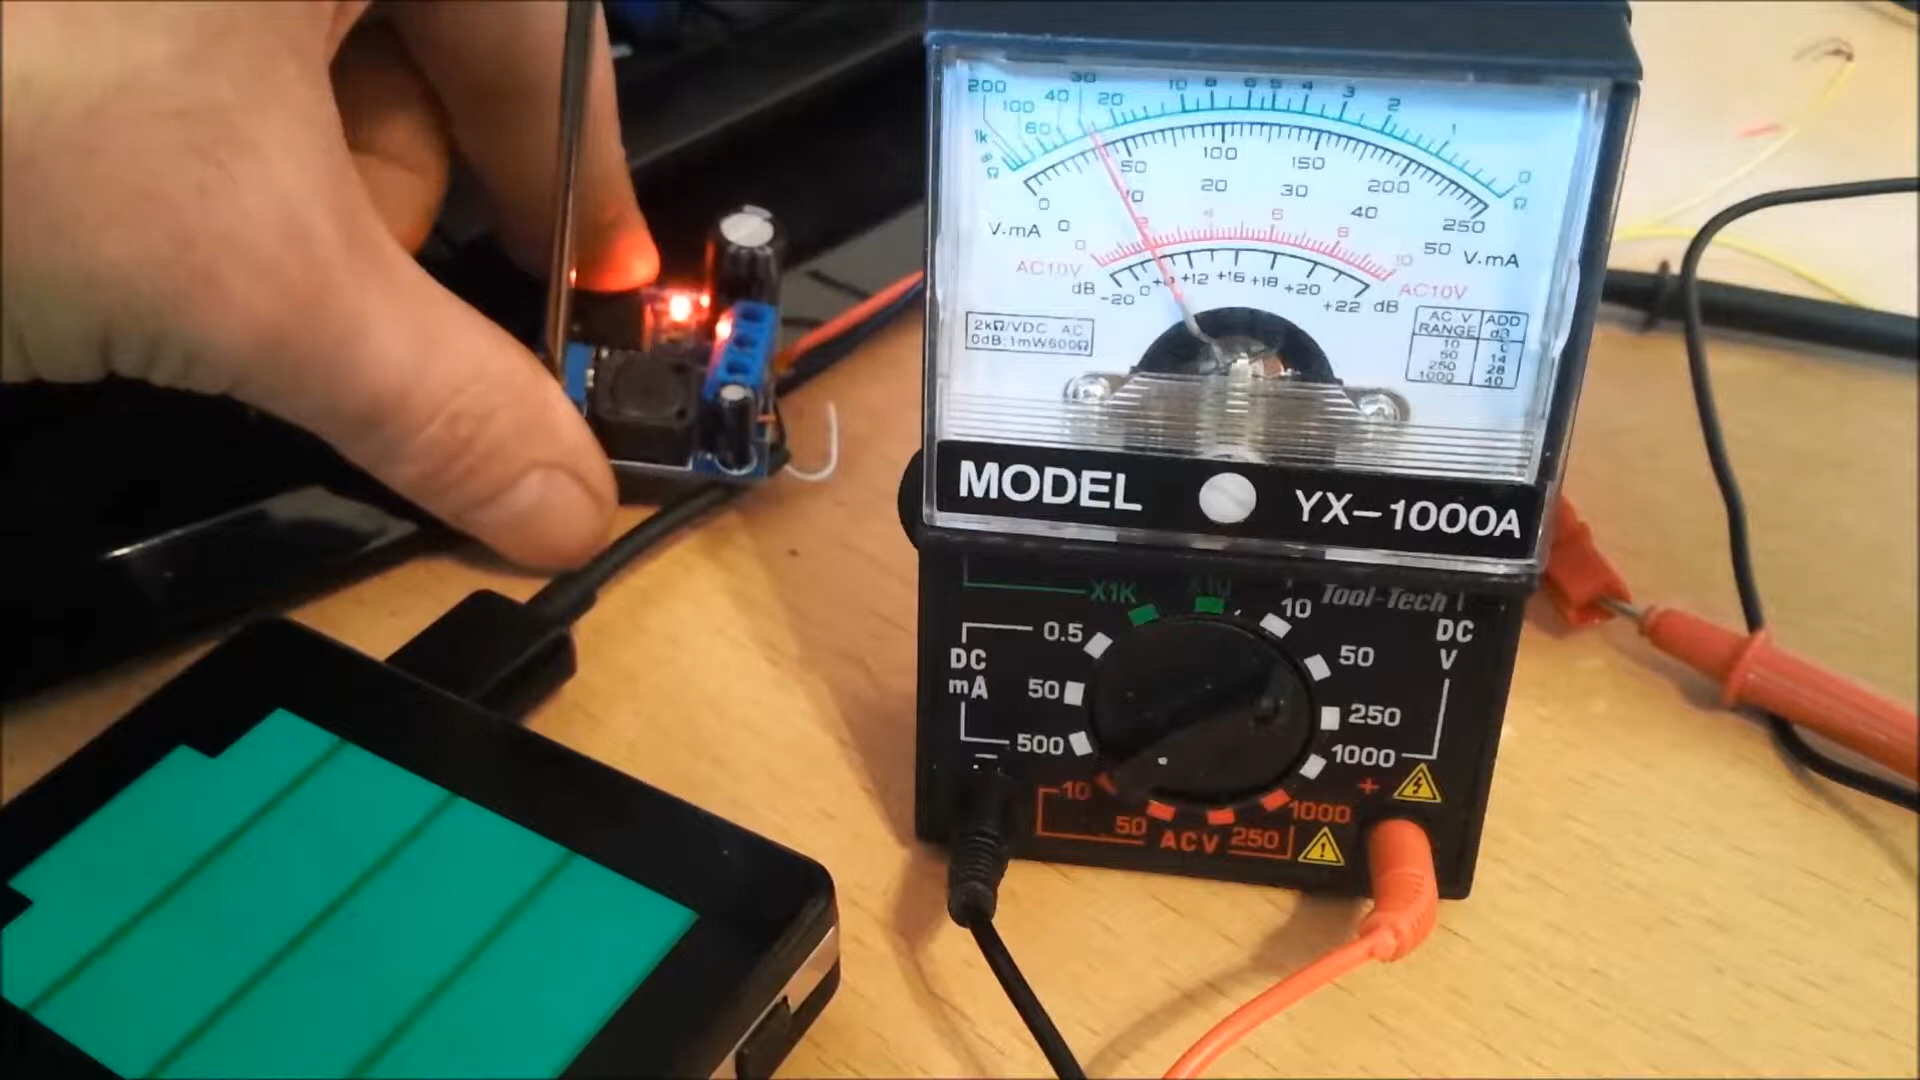 200 100 40 30 20 10 8 6 5 4 3 2 1
1k 60 0
∞ Ω Ω
50 100 150 200
0 10 20 30 40 250
V.mA 0 50 V.mA
0 2 4 6 8 10
AC10V AC10V
dB -20 0 +12 +16 +18 +20 +22 dB
2kΩ/VDC AC
0dB:1mW600Ω
AC V ADD
RANGE dB
10
50 14
250 28
1000 40
MODEL YX-1000A
X1K X10 10 Tool-Tech
0.5 50 DC
DC V
mA 50 250
500 1000
- +
10 1000
50 ACV 250